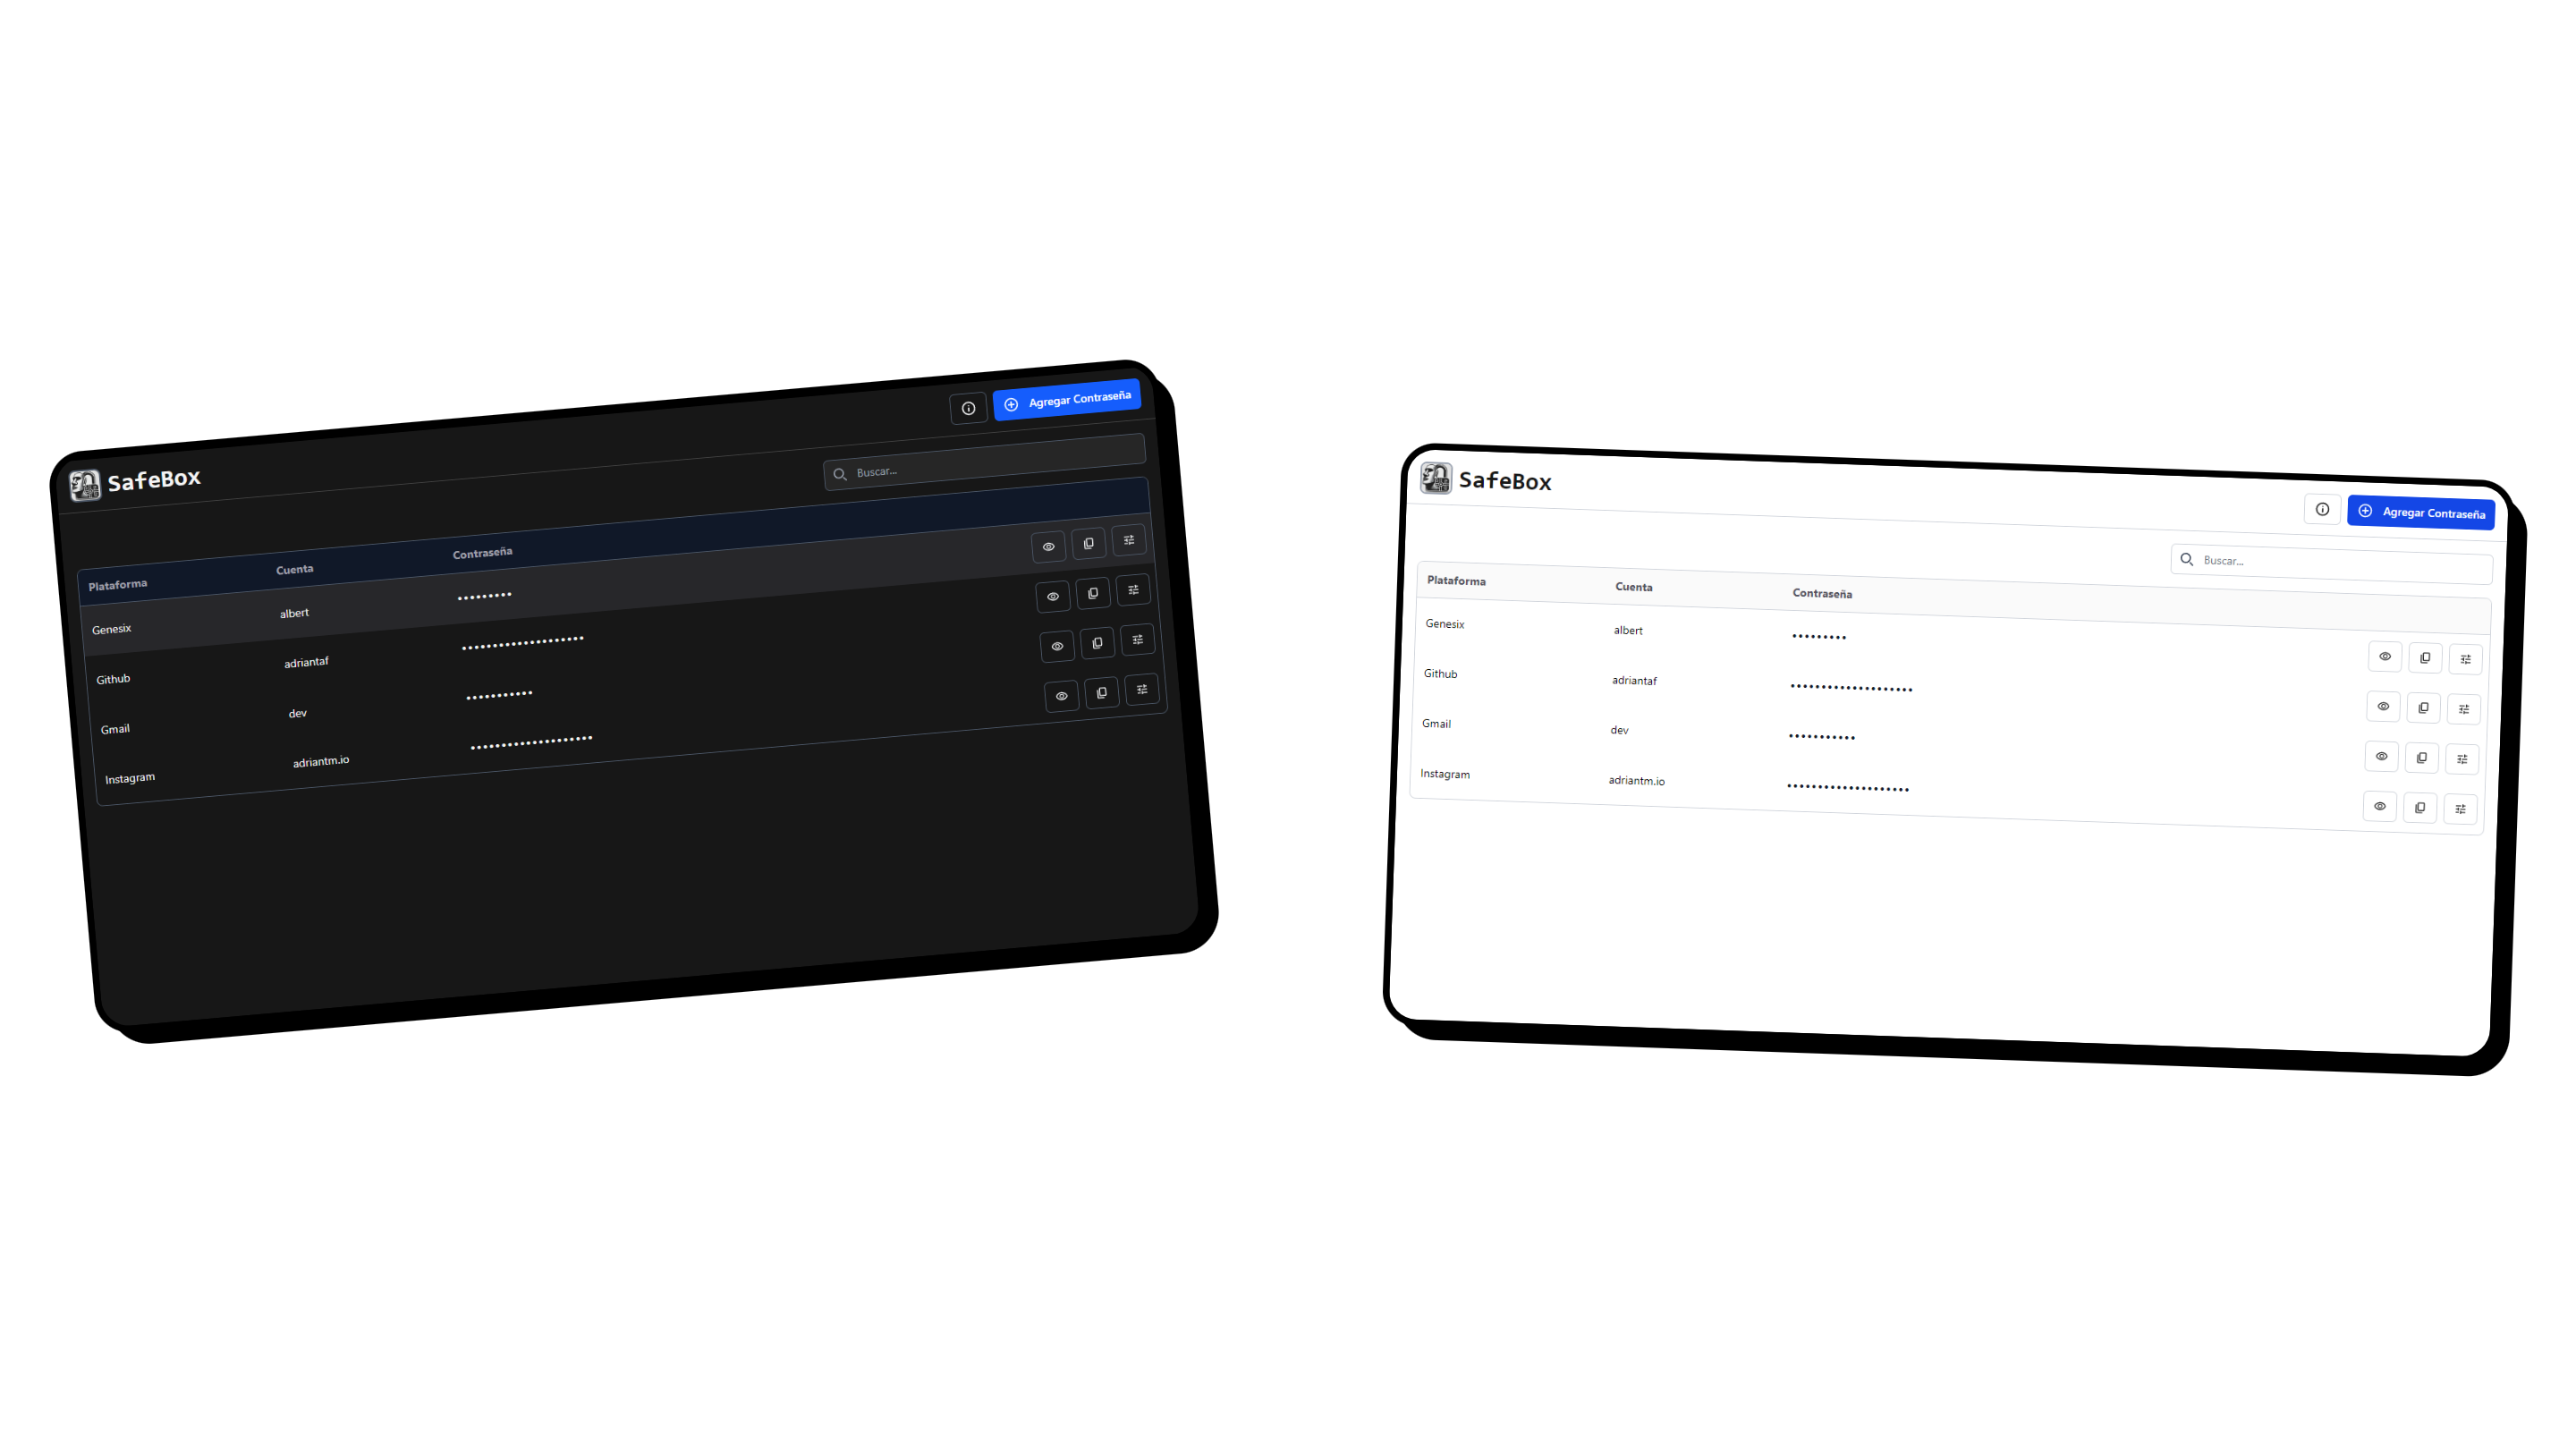 SafeBox
Agregar Contraseña
Buscar...
Plataforma Cuenta Contraseña
Genesix albert •••••••••
Github adriantaf ••••••••••••••••••••
Gmail dev •••••••••••
Instagram adriantm.io ••••••••••••••••••••
SafeBox
Agregar Contraseña
Buscar...
Plataforma Cuenta Contraseña
Genesix albert •••••••••
Github adriantaf ••••••••••••••••••••
Gmail dev •••••••••••
Instagram adriantm.io ••••••••••••••••••••